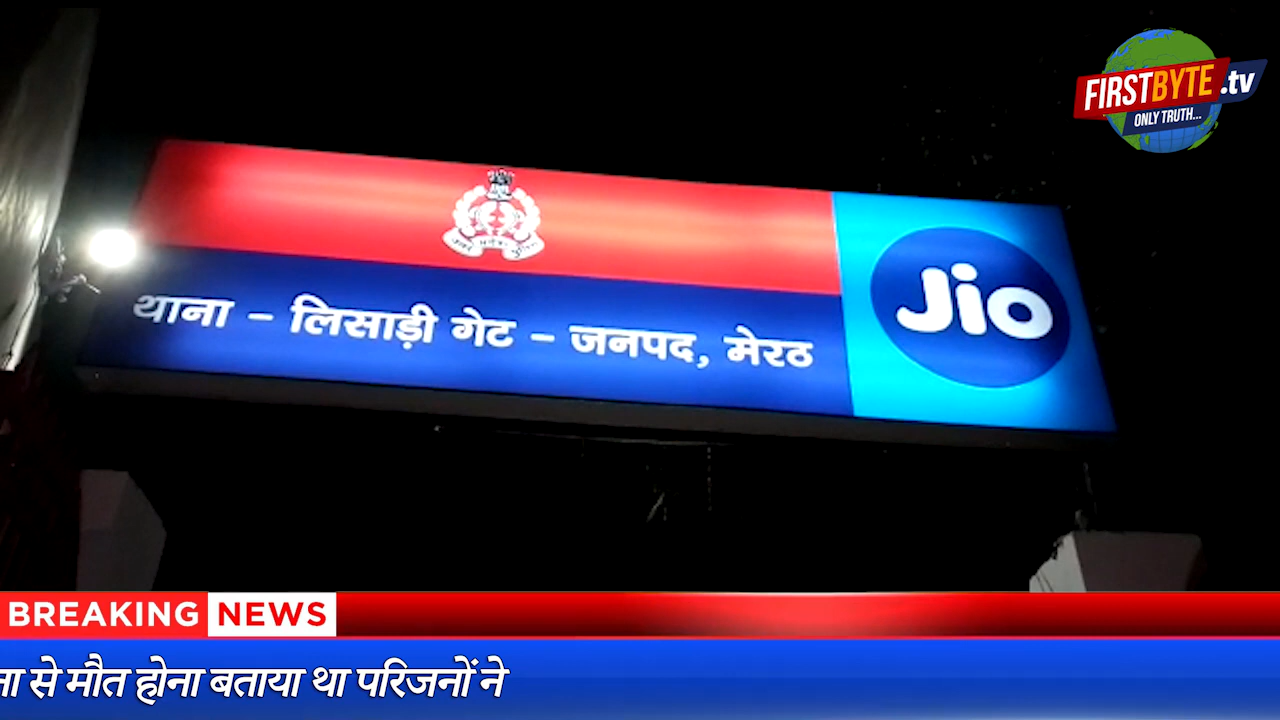 FIRSTBYTE.tv
ONLY TRUTH...
थाना - लिसाड़ी गेट - जनपद, मेरठ
Jio
BREAKING NEWS
से मौत होना बताया था परिजनों ने